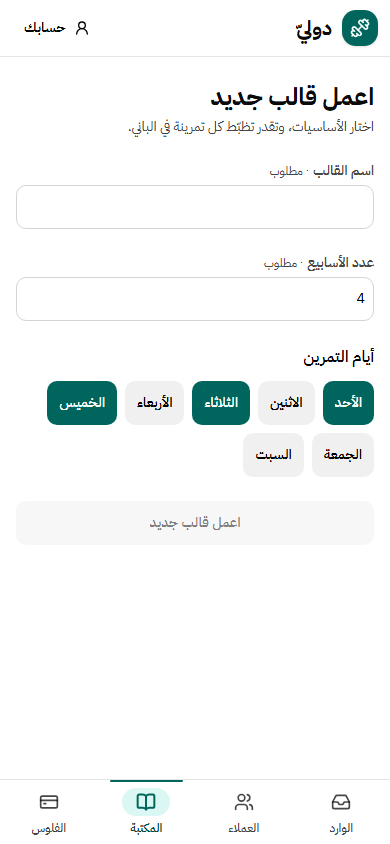 دوليّ
حسابك
اعمل قالب جديد
اختار الأساسيات، وتقدر تظبّط كل تمرينة في الباني.
اسم القالب · مطلوب
عدد الأسابيع · مطلوب
4
أيام التمرين
الأحد الاثنين الثلاثاء الأربعاء الخميس
الجمعة السبت
اعمل قالب جديد
الوارد العملاء المكتبة الفلوس